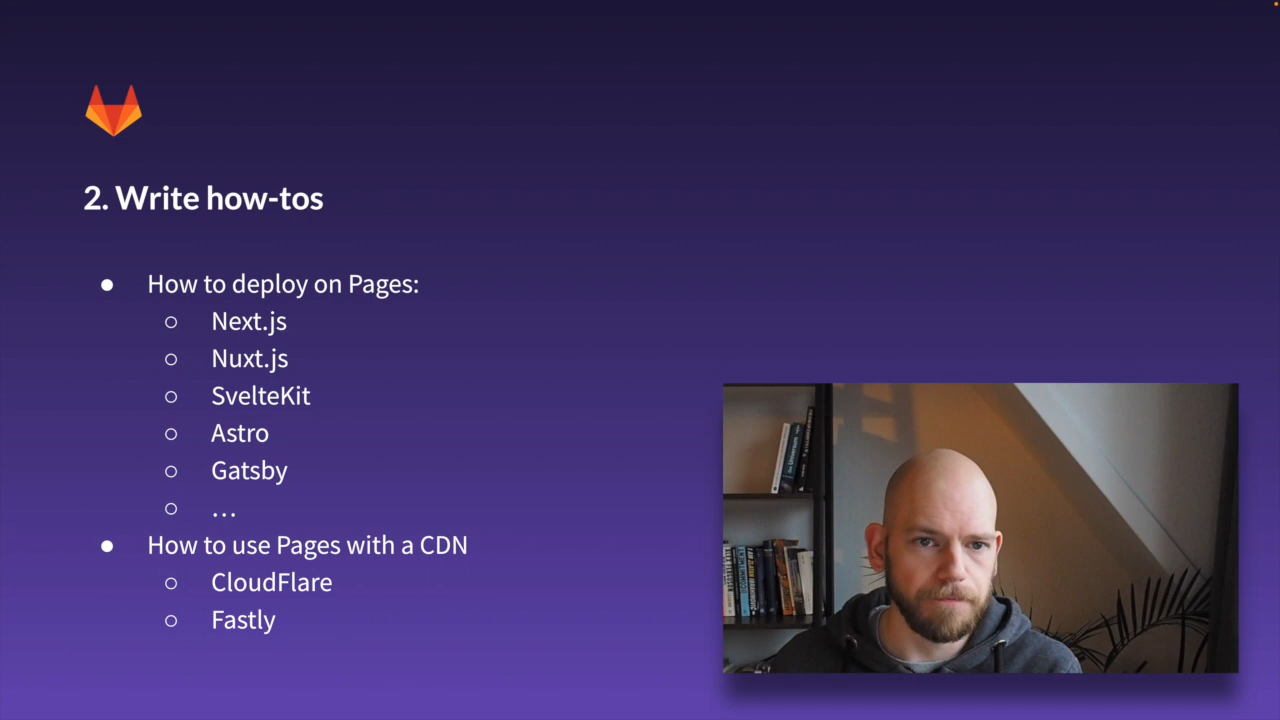 2. Write how-tos
● How to deploy on Pages:
○ Next.js
○ Nuxt.js
○ SvelteKit
○ Astro
○ Gatsby
○ …
● How to use Pages with a CDN
○ CloudFlare
○ Fastly